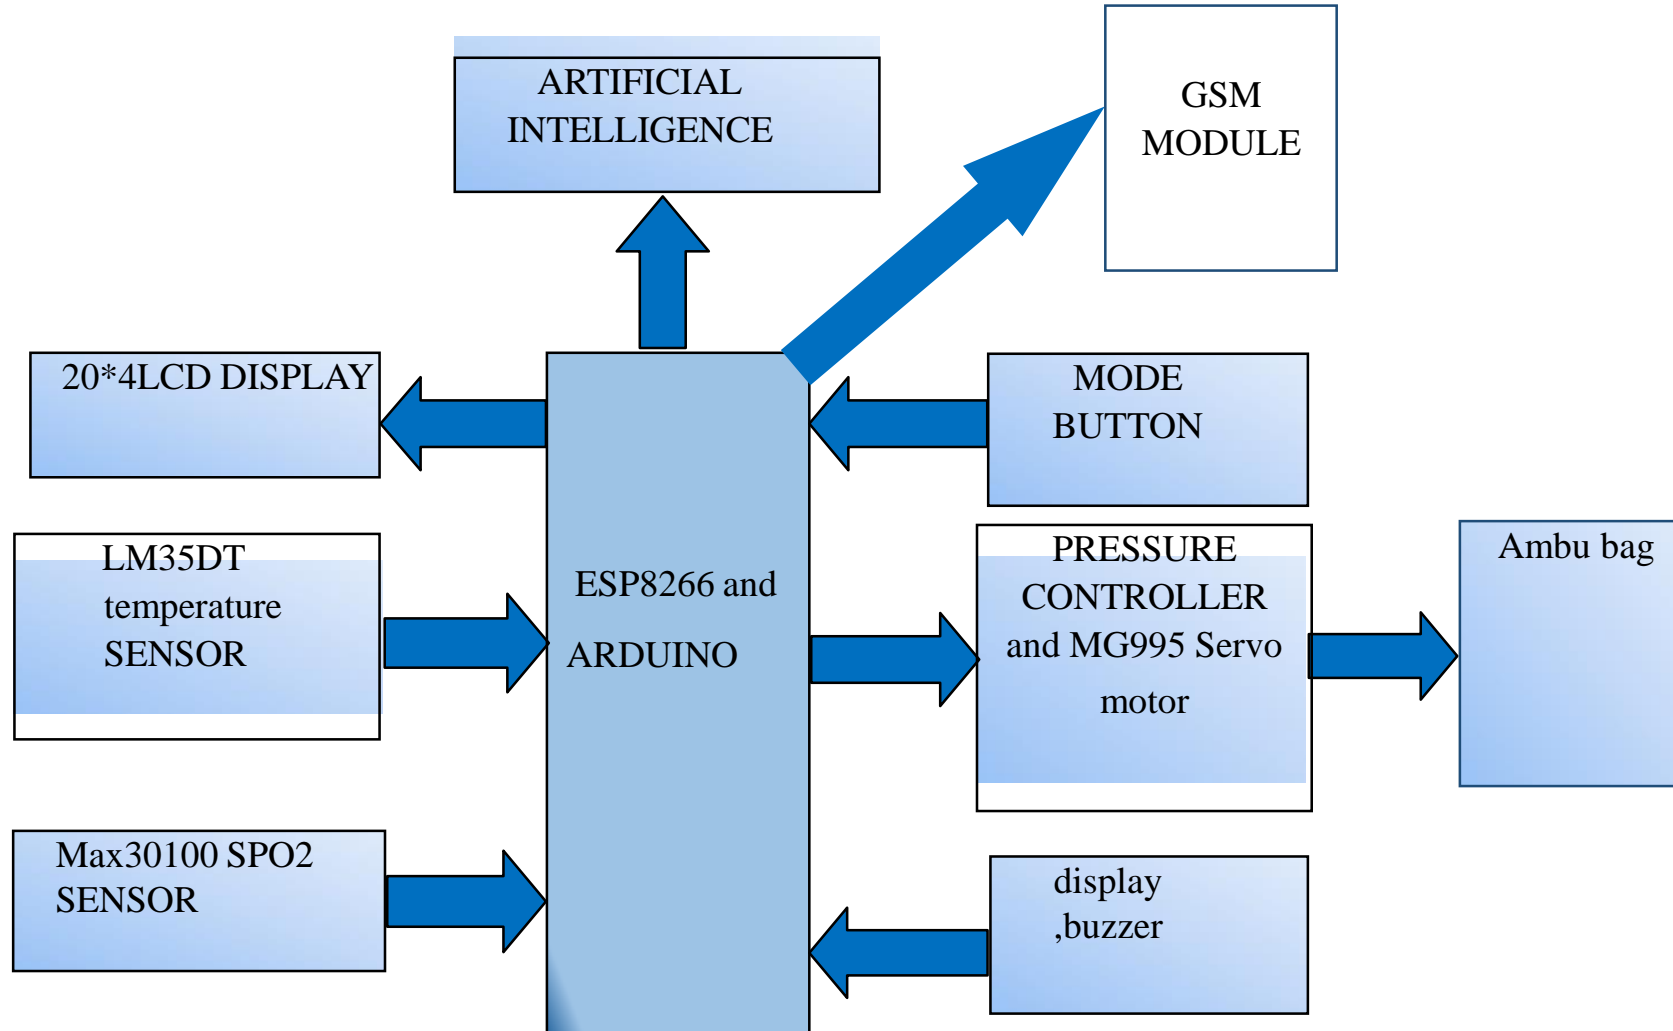 ARTIFICIAL
INTELLIGENCE
GSM
MODULE
20*4LCD DISPLAY
MODE
BUTTON
LM35DT
temperature
SENSOR
ESP8266 and
ARDUINO
PRESSURE
CONTROLLER
and MG995 Servo
motor
Ambu bag
Max30100 SPO2
SENSOR
display
,buzzer